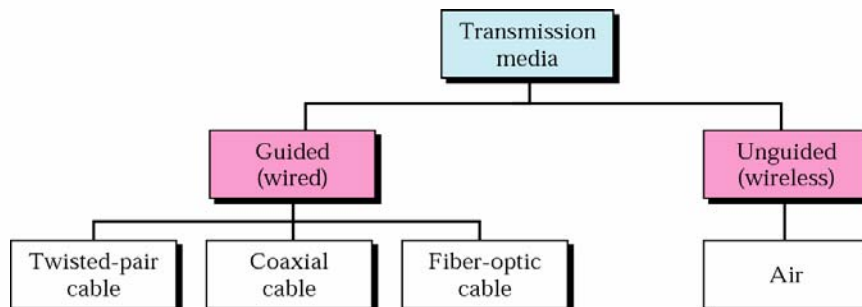 Transmission
media
Guided
(wired)
Unguided
(wireless)
Twisted-pair
cable
Coaxial
cable
Fiber-optic
cable
Air